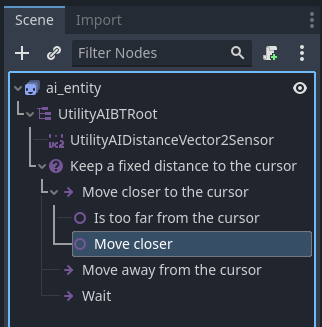 Scene Import
Filter Nodes
ai_entity
UtilityAIBTRoot
UtilityAIDistanceVector2Sensor
Keep a fixed distance to the cursor
Move closer to the cursor
Is too far from the cursor
Move closer
Move away from the cursor
Wait